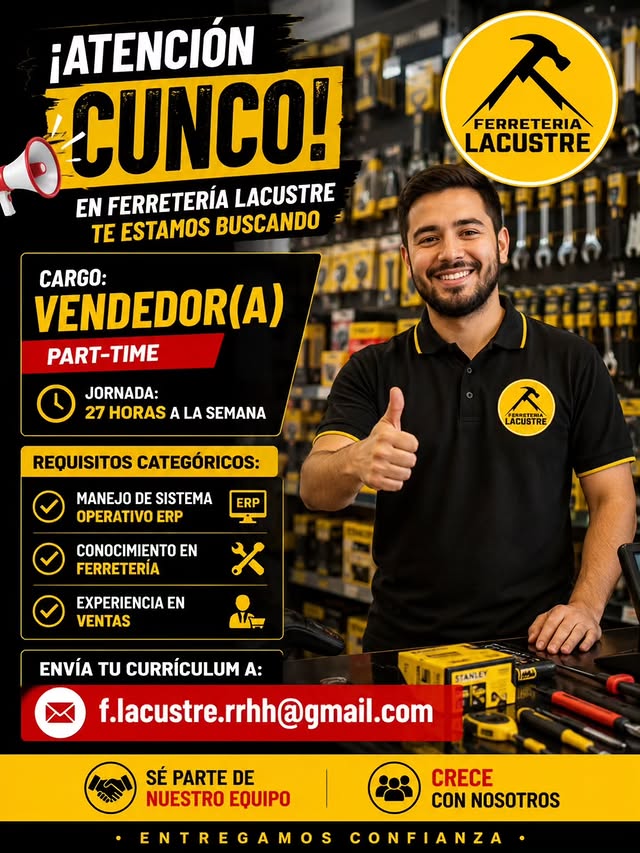 ¡ATENCIÓN
CUNCO!
EN FERRETERÍA LACUSTRE
TE ESTAMOS BUSCANDO
FERRETERIA
LACUSTRE
CARGO:
VENDEDOR(A)
PART-TIME
JORNADA:
27 HORAS A LA SEMANA
FERRETERIA
LACUSTRE
REQUISITOS CATEGÓRICOS:
MANEJO DE SISTEMA
OPERATIVO ERP
ERP
CONOCIMIENTO EN
FERRETERÍA
EXPERIENCIA EN
VENTAS
ENVÍA TU CURRÍCULUM A:
f.lacustre.rrhh@gmail.com
STANLEY
SÉ PARTE DE
NUESTRO EQUIPO
CRECE
CON NOSOTROS
• ENTREGAMOS CONFIANZA •